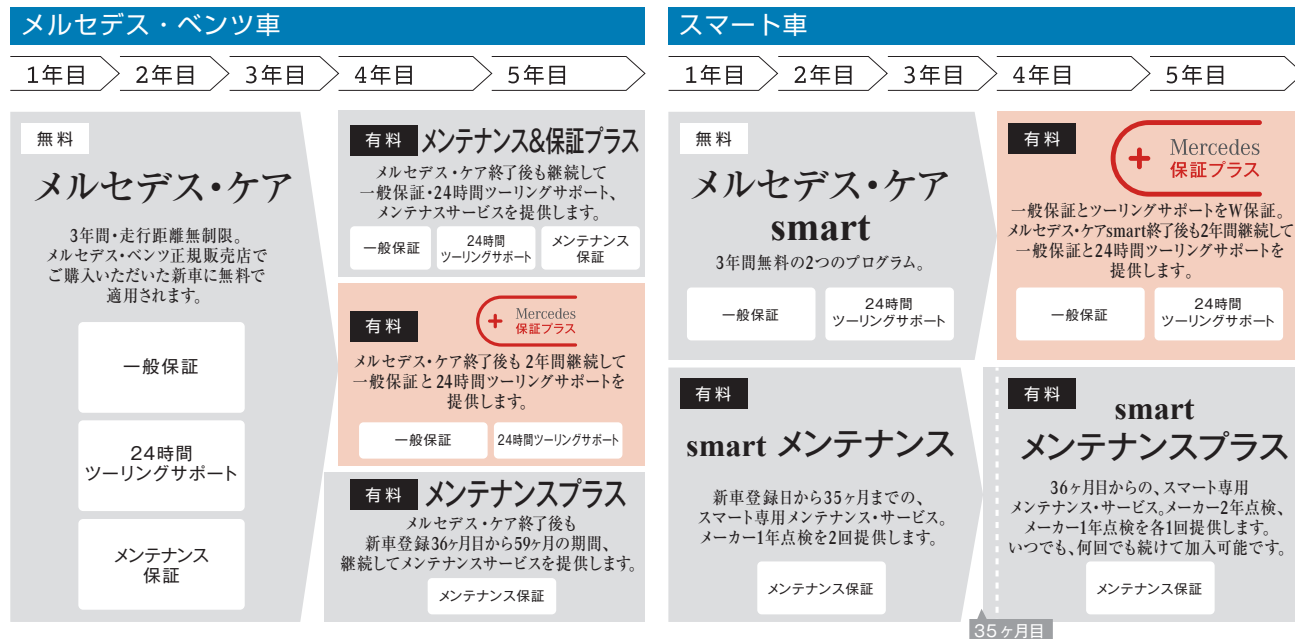 メルセデス・ベンツ車
1年目
2年目
3年目
4年目
5年目
無料
メルセデス・ケア
3年間・走行距離無制限。
メルセデス・ベンツ正規販売店で
ご購入いただいた新車に無料で
適用されます。
一般保証
24時間
ツーリングサポート
メンテナンス
保証
有料 メンテナンス&保証プラス
メルセデス・ケア終了後も継続して
一般保証・24時間ツーリングサポート、
メンテナスサービスを提供します。
一般保証
24時間
ツーリングサポート
メンテナンス
保証
有料
+ Mercedes
保証プラス
メルセデス・ケア終了後も2年間継続して
一般保証と24時間ツーリングサポートを
提供します。
一般保証
24時間ツーリングサポート
有料 メンテナンスプラス
メルセデス・ケア終了後も
新車登録36ヶ月目から59ヶ月の期間、
継続してメンテナンスサービスを提供します。
メンテナンス保証
スマート車
1年目
2年目
3年目
4年目
5年目
無料
メルセデス・ケア
smart
3年間無料の2つのプログラム。
一般保証
24時間
ツーリングサポート
有料
+ Mercedes
保証プラス
一般保証とツーリングサポートをW保証。
メルセデス・ケアsmart終了後も2年間継続して
一般保証と24時間ツーリングサポートを
提供します。
一般保証
24時間
ツーリングサポート
有料
smart メンテナンス
新車登録日から35ヶ月までの、
スマート専用メンテナンス・サービス。
メーカー1年点検を2回提供します。
メンテナンス保証
有料
smart
メンテナンスプラス
36ヶ月目からの、スマート専用
メンテナンス・サービス。メーカー2年点検、
メーカー1年点検を各1回提供します。
いつでも、何回でも続けて加入可能です。
メンテナンス保証
35ヶ月目